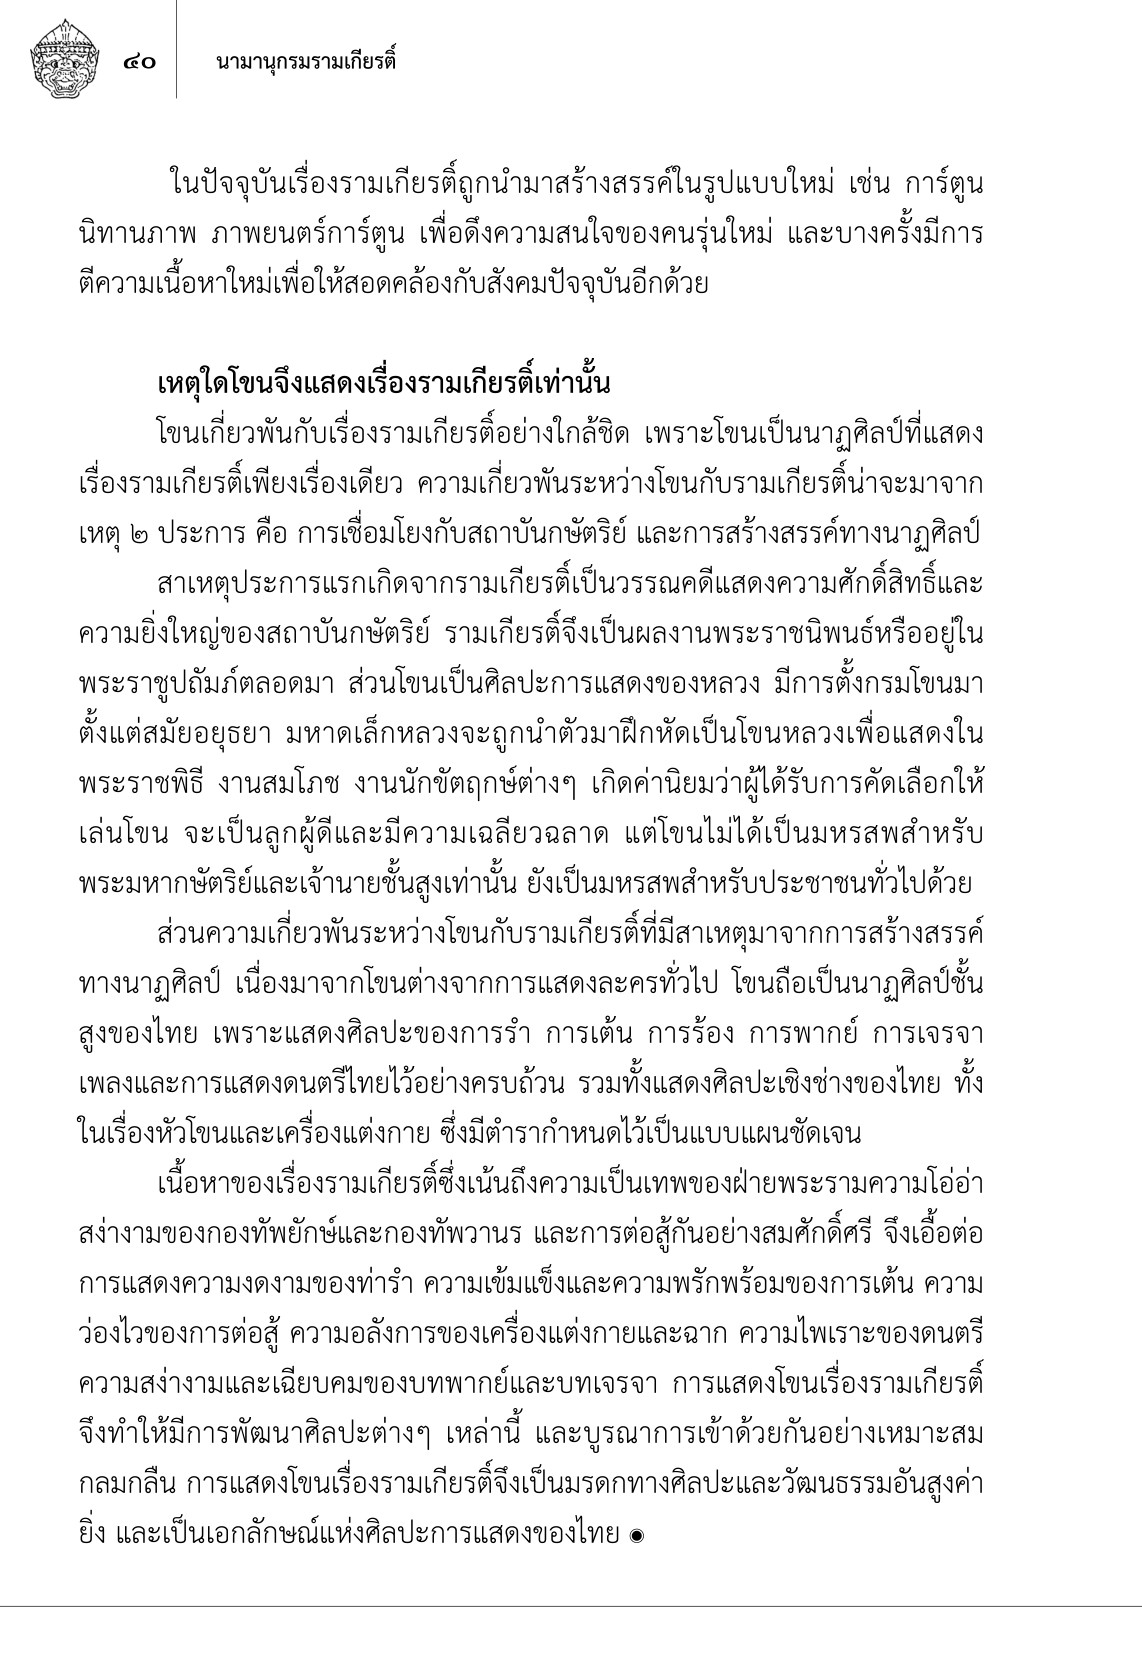 ๔๐
นามานุกรมรามเกียรติ์
ในปัจจุบันเรื่องรามเกียรติ์ถูกนำมาสร้างสรรค์ในรูปแบบใหม่ เช่น การ์ตูน
นิทานภาพ ภาพยนตร์การ์ตูน เพื่อดึงความสนใจของคนรุ่นใหม่ และบางครั้งมีการ
ตีความเนื้อหาใหม่เพื่อให้สอดคล้องกับสังคมปัจจุบันอีกด้วย
เหตุใดโขนจึงแสดงเรื่องรามเกียรติ์เท่านั้น
โขนเกี่ยวพันกับเรื่องรามเกียรติ์อย่างใกล้ชิด เพราะโขนเป็นนาฏศิลป์ที่แสดง
เรื่องรามเกียรติ์เพียงเรื่องเดียว ความเกี่ยวพันระหว่างโขนกับรามเกียรติ์น่าจะมาจาก
เหตุ ๒ ประการ คือ การเชื่อมโยงกับสถาบันกษัตริย์ และการสร้างสรรค์ทางนาฏศิลป์
สาเหตุประการแรกเกิดจากรามเกียรติ์เป็นวรรณคดีแสดงความศักดิ์สิทธิ์และ
ความยิ่งใหญ่ของสถาบันกษัตริย์ รามเกียรติ์จึงเป็นผลงานพระราชนิพนธ์หรืออยู่ใน
พระราชูปถัมภ์ตลอดมา ส่วนโขนเป็นศิลปะการแสดงของหลวง มีการตั้งกรมโขนมา
ตั้งแต่สมัยอยุธยา มหาดเล็กหลวงจะถูกนำตัวมาฝึกหัดเป็นโขนหลวงเพื่อแสดงใน
พระราชพิธี งานสมโภช งานนักขัตฤกษ์ต่างๆ เกิดค่านิยมว่าผู้ได้รับการคัดเลือกให้
เล่นโขน จะเป็นลูกผู้ดีและมีความเฉลียวฉลาด แต่โขนไม่ได้เป็นมหรสพสำหรับ
พระมหากษัตริย์และเจ้านายชั้นสูงเท่านั้น ยังเป็นมหรสพสำหรับประชาชนทั่วไปด้วย
ส่วนความเกี่ยวพันระหว่างโขนกับรามเกียรติ์ที่มีสาเหตุมาจากการสร้างสรรค์
ทางนาฏศิลป์ เนื่องมาจากโขนต่างจากการแสดงละครทั่วไป โขนถือเป็นนาฏศิลป์ชั้น
สูงของไทย เพราะแสดงศิลปะของการรำ การเต้น การร้อง การพากย์ การเจรจา
เพลงและการแสดงดนตรีไทยไว้อย่างครบถ้วน รวมทั้งแสดงศิลปะเชิงช่างของไทย ทั้ง
ในเรื่องหัวโขนและเครื่องแต่งกาย ซึ่งมีตำรากำหนดไว้เป็นแบบแผนชัดเจน
เนื้อหาของเรื่องรามเกียรติ์ซึ่งเน้นถึงความเป็นเทพของฝ่ายพระรามความโอ่อ่า
สง่างามของกองทัพยักษ์และกองทัพวานร และการต่อสู้กันอย่างสมศักดิ์ศรี จึงเอื้อต่อ
การแสดงความงดงามของท่ารำ ความเข้มแข็งและความพรักพร้อมของการเต้น ความ
ว่องไวของการต่อสู้ ความอลังการของเครื่องแต่งกายและฉาก ความไพเราะของดนตรี
ความสง่างามและเฉียบคมของบทพากย์และบทเจรจา การแสดงโขนเรื่องรามเกียรติ์
จึงทำให้มีการพัฒนาศิลปะต่างๆ เหล่านี้ และบูรณาการเข้าด้วยกันอย่างเหมาะสม
กลมกลืน การแสดงโขนเรื่องรามเกียรติ์จึงเป็นมรดกทางศิลปะและวัฒนธรรมอันสูงค่า
ยิ่ง และเป็นเอกลักษณ์แห่งศิลปะการแสดงของไทย ◉